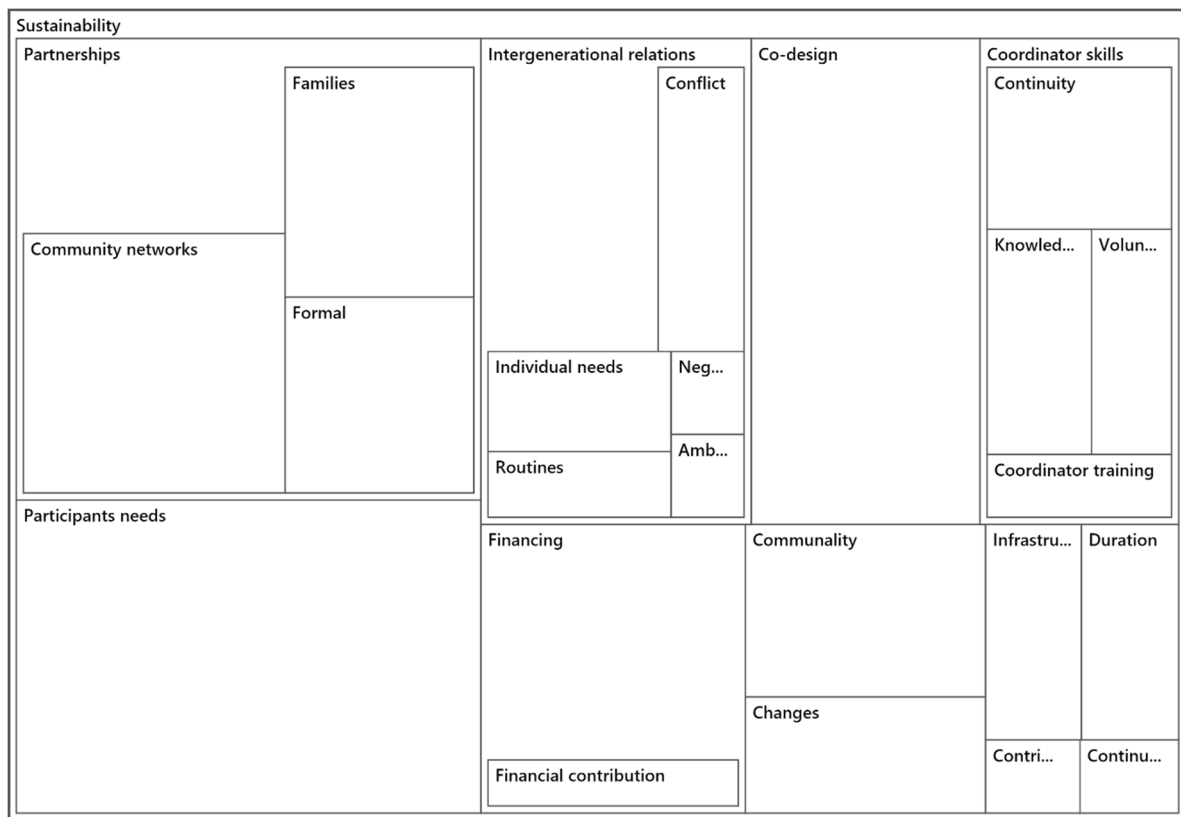 Sustainability
Partnerships
Families
Community networks
Formal
Participants needs
Intergenerational relations
Conflict
Individual needs
Neg...
Routines
Amb...
Co-design
Coordinator skills
Continuity
Knowled...
Volun...
Coordinator training
Financing
Financial contribution
Communality
Changes
Infrastru...
Duration
Contri...
Continu...